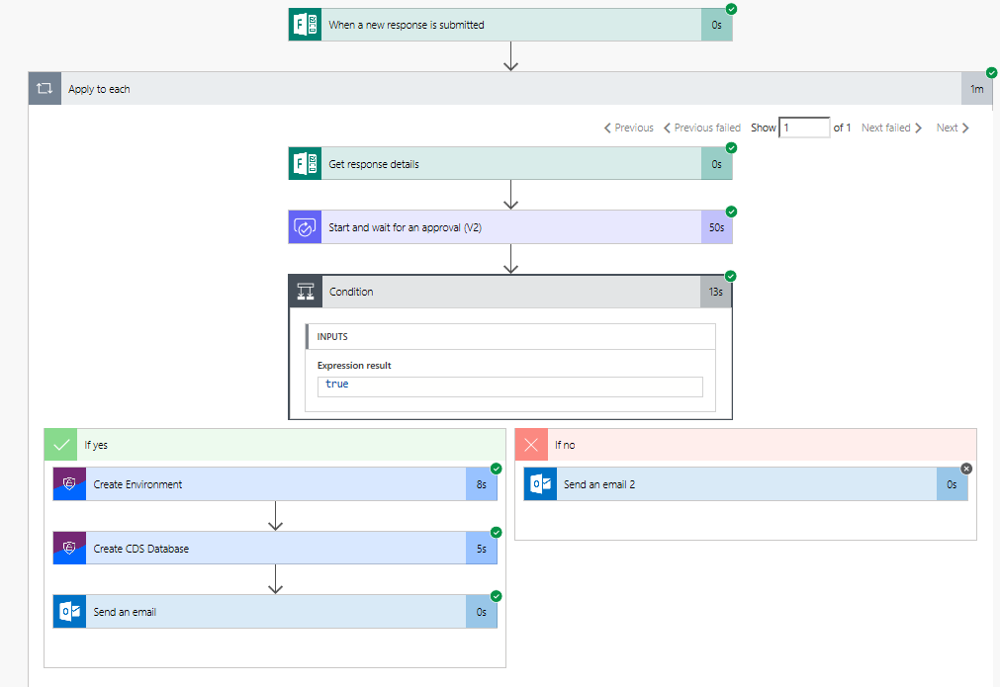 When a new response is submitted 0s
Apply to each 1m
Previous Previous failed Show 1 of 1 Next failed Next
Get response details 0s
Start and wait for an approval (V2) 50s
Condition 13s
INPUTS
Expression result
true
If yes
Create Environment 8s
Create CDS Database 5s
Send an email 0s
If no
Send an email 2 0s